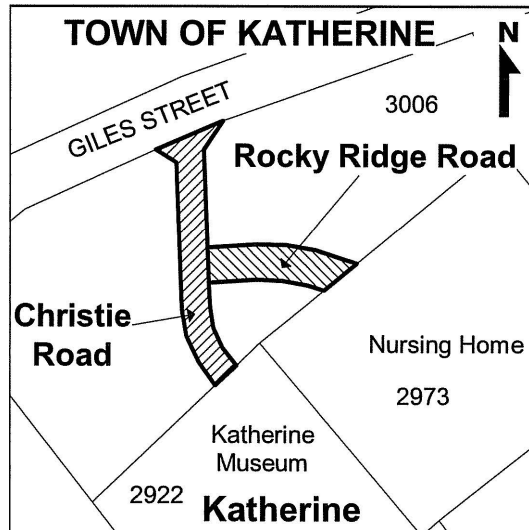 TOWN OF KATHERINE
N
GILES STREET
3006
Rocky Ridge Road
Christie
Road
Nursing Home
2973
Katherine
Museum
2922
Katherine